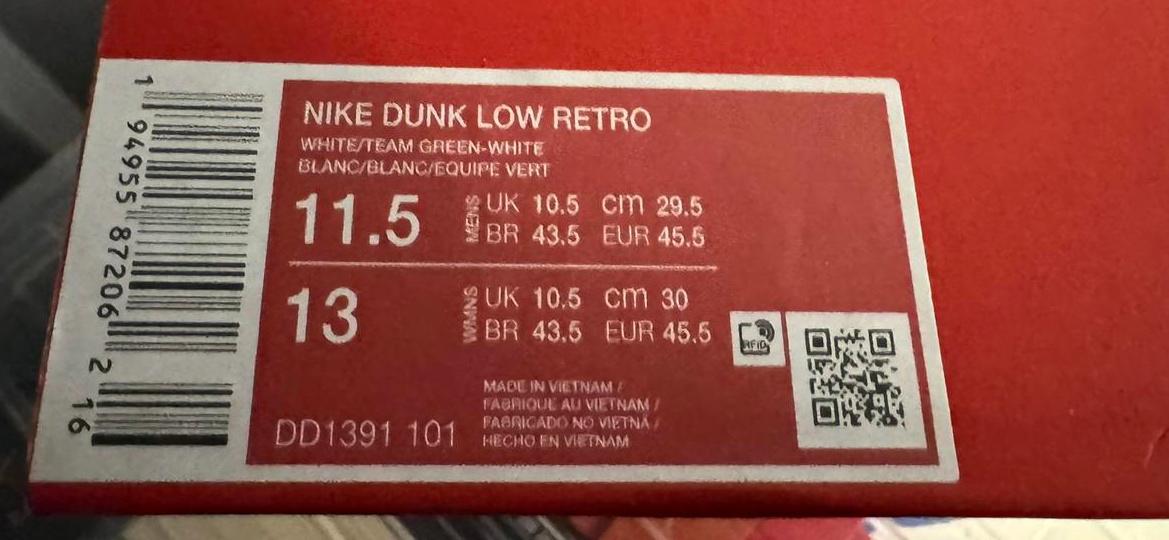 NIKE DUNK LOW RETRO
WHITE/TEAM GREEN-WHITE
BLANC/BLANC/EQUIPE VERT
11.5 MENS UK 10.5 cm 29.5
BR 43.5 EUR 45.5
13 WMNS UK 10.5 cm 30
BR 43.5 EUR 45.5
RFID
MADE IN VIETNAM /
FABRIQUE AU VIETNAM /
FABRICADO NO VIETNÃ /
HECHO EN VIETNAM
DD1391 101
1 94955 87206 2 16